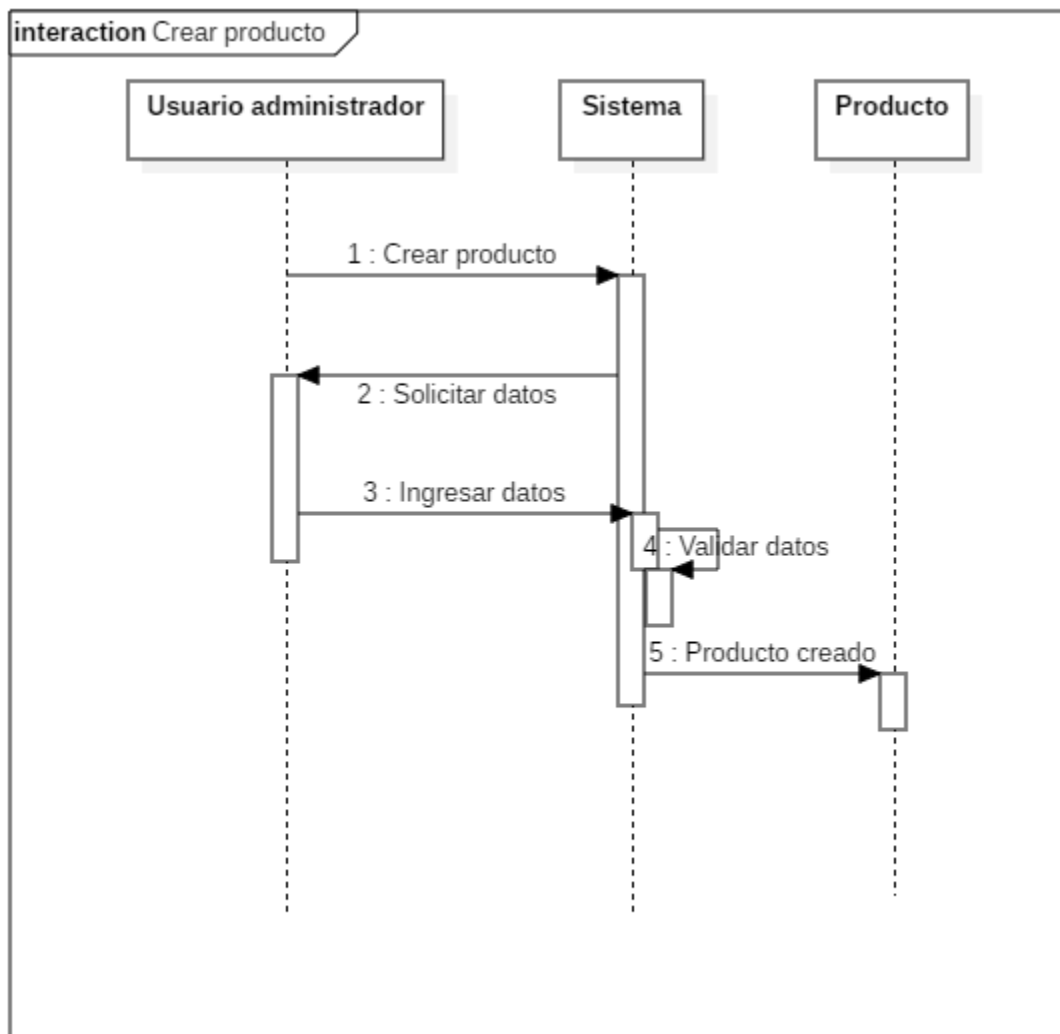 interaction Crear producto
Usuario administrador
Sistema
Producto
1 : Crear producto
2 : Solicitar datos
3 : Ingresar datos
4 : Validar datos
5 : Producto creado